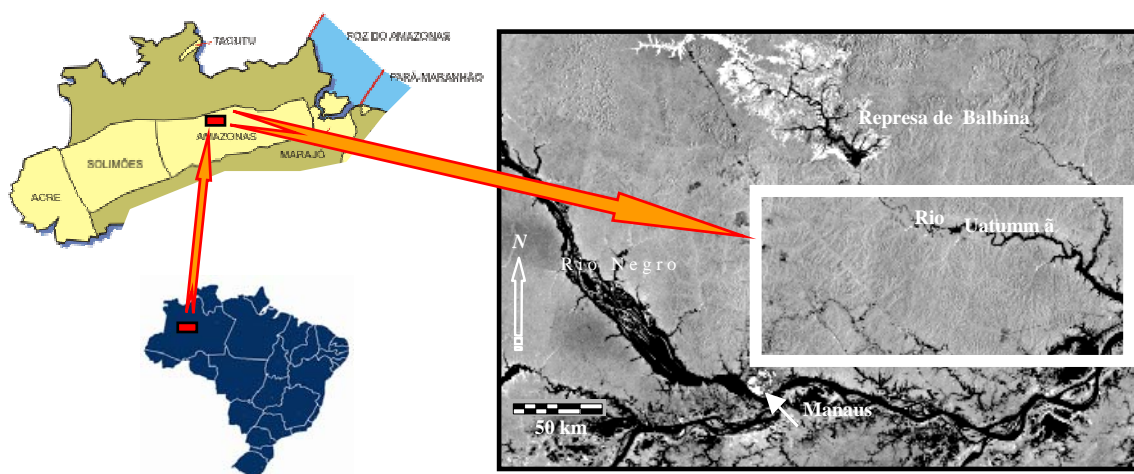 TACUTU
FOZ DO AMAZONAS
PARÁ-MARANHÃO
AMAZONAS
MARAJÓ
SOLIMÕES
ACRE
Represa de Balbina
Rio
Uatumm ã
N
Rio Negro
Manaus
50 km